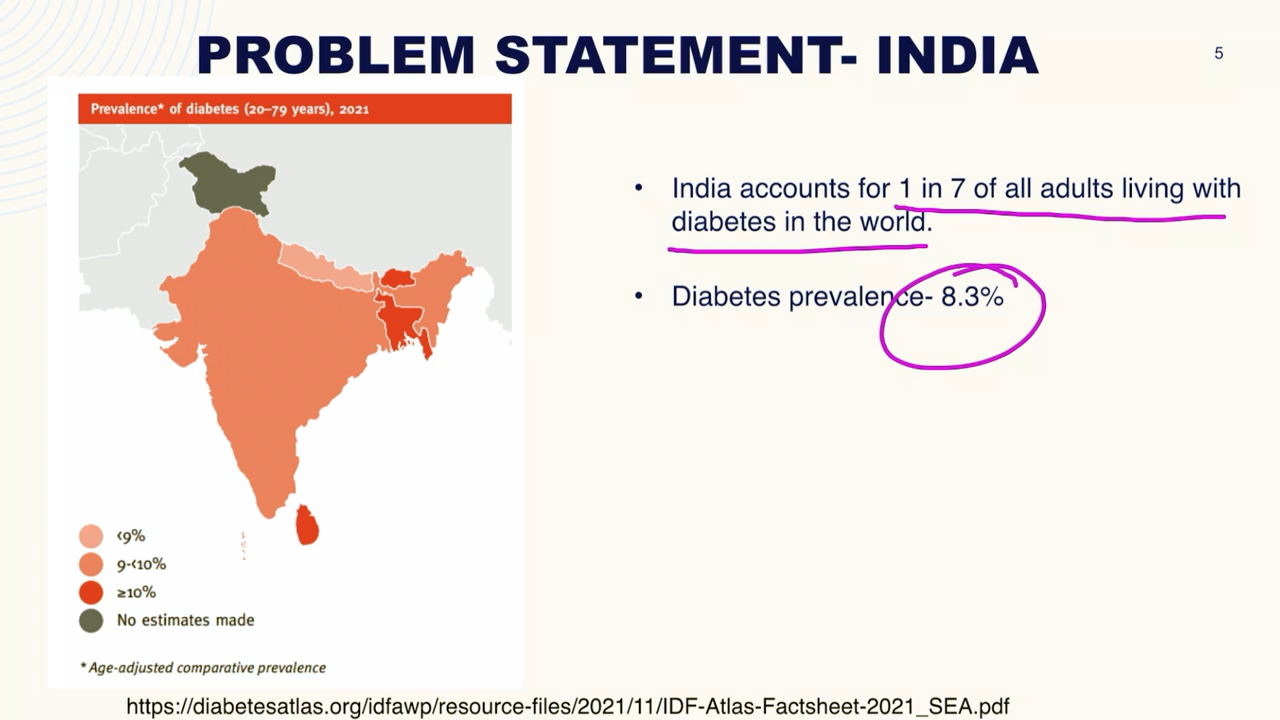 PROBLEM STATEMENT- INDIA
5
Prevalence* of diabetes (20–79 years), 2021
• India accounts for 1 in 7 of all adults living with
diabetes in the world.
• Diabetes prevalence- 8.3%
<9%
9-<10%
≥10%
No estimates made
* Age-adjusted comparative prevalence
https://diabetesatlas.org/idfawp/resource-files/2021/11/IDF-Atlas-Factsheet-2021_SEA.pdf